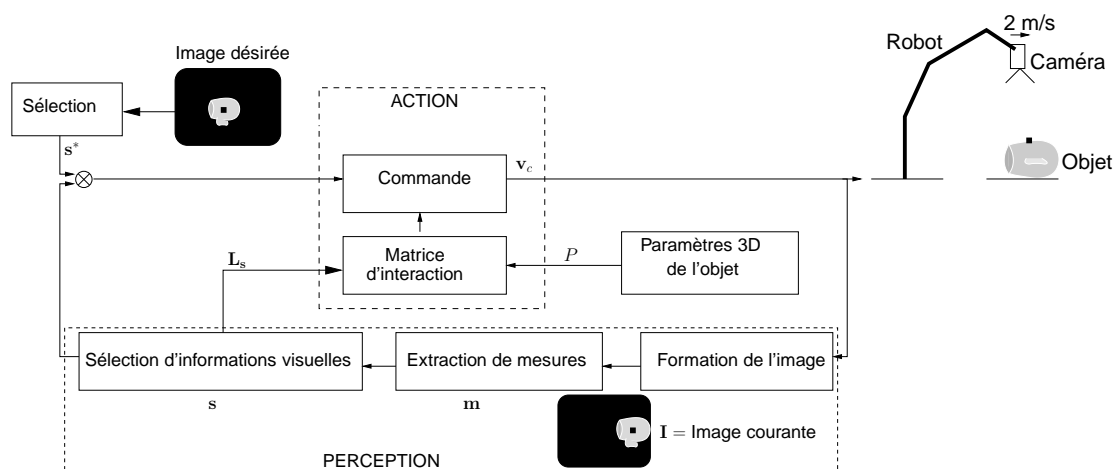 2 m/s
Robot
Caméra
Image désirée
Sélection
ACTION
s*
Commande
v_c
Objet
Matrice
d'interaction
L_s
P
Paramètres 3D
de l'objet
Sélection d'informations visuelles
Extraction de mesures
Formation de l'image
s
m
I = Image courante
PERCEPTION